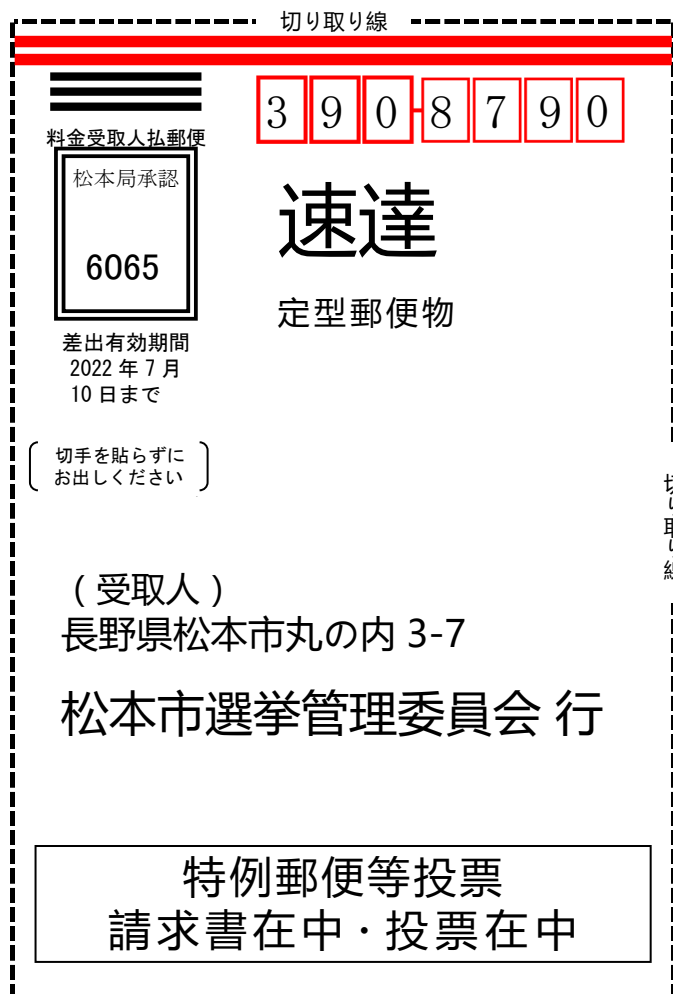 切り取り線
390-8790
料金受取人払郵便
松本局承認
6065
差出有効期間
2022年7月
10日まで
切手を貼らずに
お出しください
速達
定型郵便物
切り取り線
(受取人)
長野県松本市丸の内 3-7
松本市選挙管理委員会 行
特例郵便等投票
請求書在中・投票在中